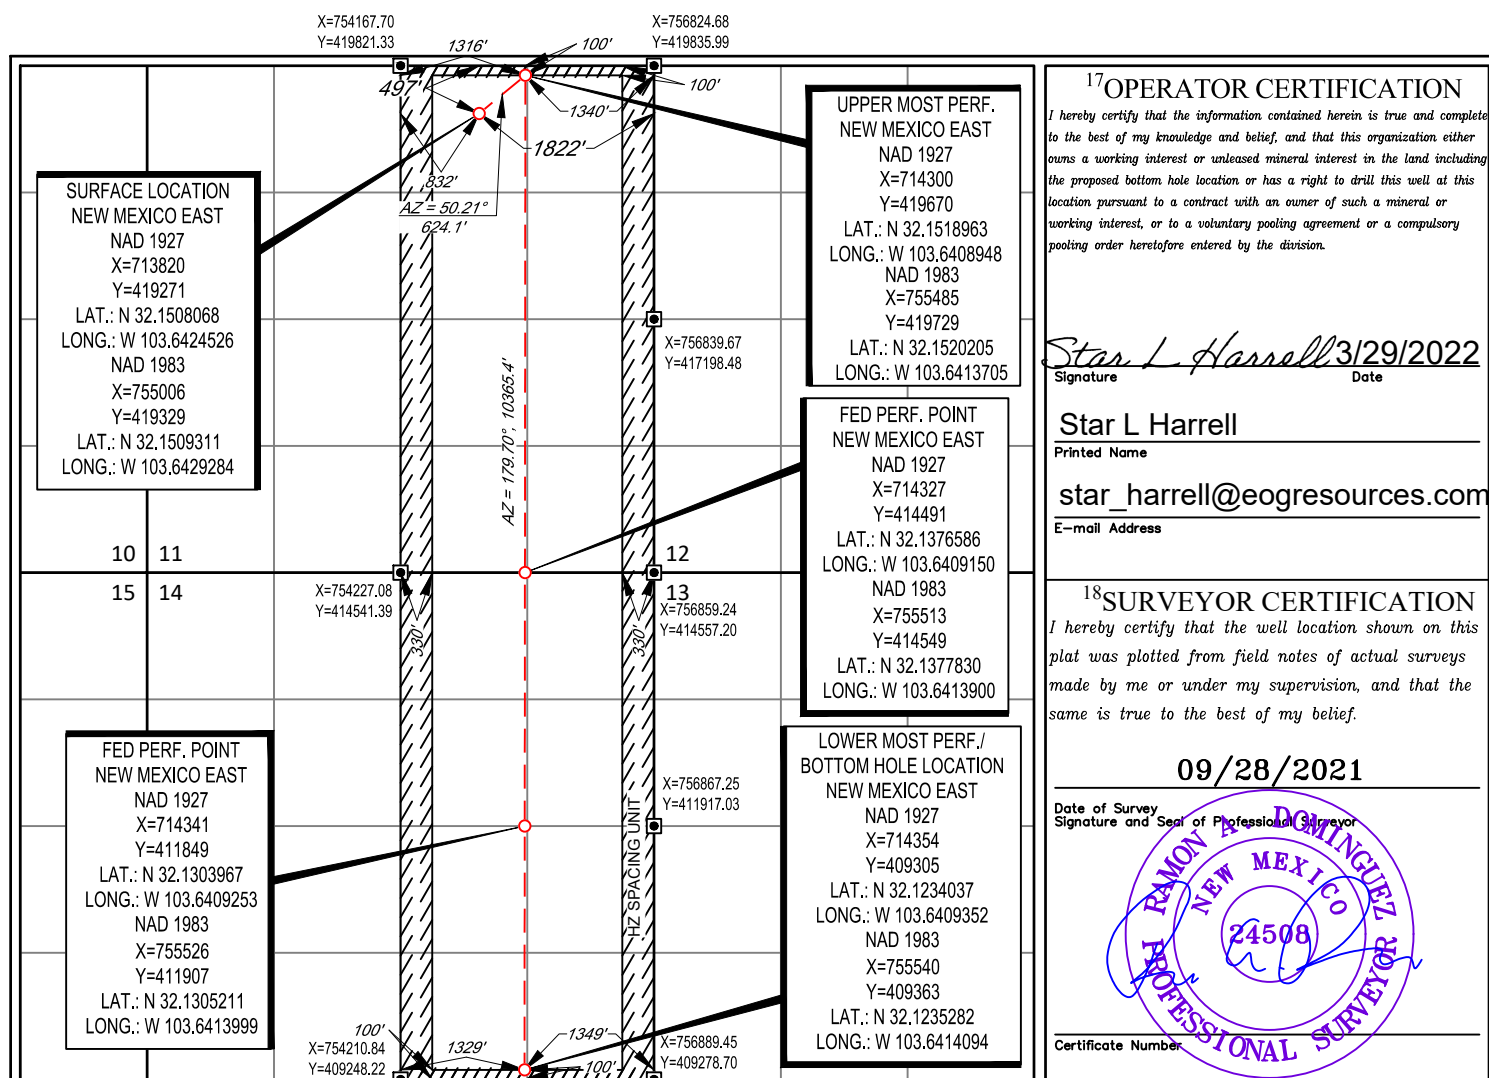 X=754167.70
Y=419821.33
X=756824.68
Y=419835.99
1316'
100'
497'
100'
1340'
1822'
832'
AZ = 50.21°
624.1'
SURFACE LOCATION
NEW MEXICO EAST
NAD 1927
X=713820
Y=419271
LAT.: N 32.1508068
LONG.: W 103.6424526
NAD 1983
X=755006
Y=419329
LAT.: N 32.1509311
LONG.: W 103.6429284
UPPER MOST PERF.
NEW MEXICO EAST
NAD 1927
X=714300
Y=419670
LAT.: N 32.1518963
LONG.: W 103.6408948
NAD 1983
X=755485
Y=419729
LAT.: N 32.1520205
LONG.: W 103.6413705
X=756839.67
Y=417198.48
AZ = 179.70°, 10365.4'
FED PERF. POINT
NEW MEXICO EAST
NAD 1927
X=714327
Y=414491
LAT.: N 32.1376586
LONG.: W 103.6409150
NAD 1983
X=755513
Y=414549
LAT.: N 32.1377830
LONG.: W 103.6413900
10 11
15 14
12
13
X=754227.08
Y=414541.39
X=756859.24
Y=414557.20
330'
330'
FED PERF. POINT
NEW MEXICO EAST
NAD 1927
X=714341
Y=411849
LAT.: N 32.1303967
LONG.: W 103.6409253
NAD 1983
X=755526
Y=411907
LAT.: N 32.1305211
LONG.: W 103.6413999
X=756867.25
Y=411917.03
HZ SPACING UNIT
LOWER MOST PERF./
BOTTOM HOLE LOCATION
NEW MEXICO EAST
NAD 1927
X=714354
Y=409305
LAT.: N 32.1234037
LONG.: W 103.6409352
NAD 1983
X=755540
Y=409363
LAT.: N 32.1235282
LONG.: W 103.6414094
100'
X=754210.84
Y=409248.22
1329'
1349'
100'
X=756889.45
Y=409278.70
17OPERATOR CERTIFICATION
I hereby certify that the information contained herein is true and complete
to the best of my knowledge and belief, and that this organization either
owns a working interest or unleased mineral interest in the land including
the proposed bottom hole location or has a right to drill this well at this
location pursuant to a contract with an owner of such a mineral or
working interest, or to a voluntary pooling agreement or a compulsory
pooling order heretofore entered by the division.
Star L Harrell 3/29/2022
Signature Date
Star L Harrell
Printed Name
star_harrell@eogresources.com
E-mail Address
18SURVEYOR CERTIFICATION
I hereby certify that the well location shown on this
plat was plotted from field notes of actual surveys
made by me or under my supervision, and that the
same is true to the best of my belief.
09/28/2021
Date of Survey
Signature and Seal of Professional Surveyor
RAMON A. DOMINGUEZ
NEW MEXICO
24508
PROFESSIONAL SURVEYOR
Certificate Number